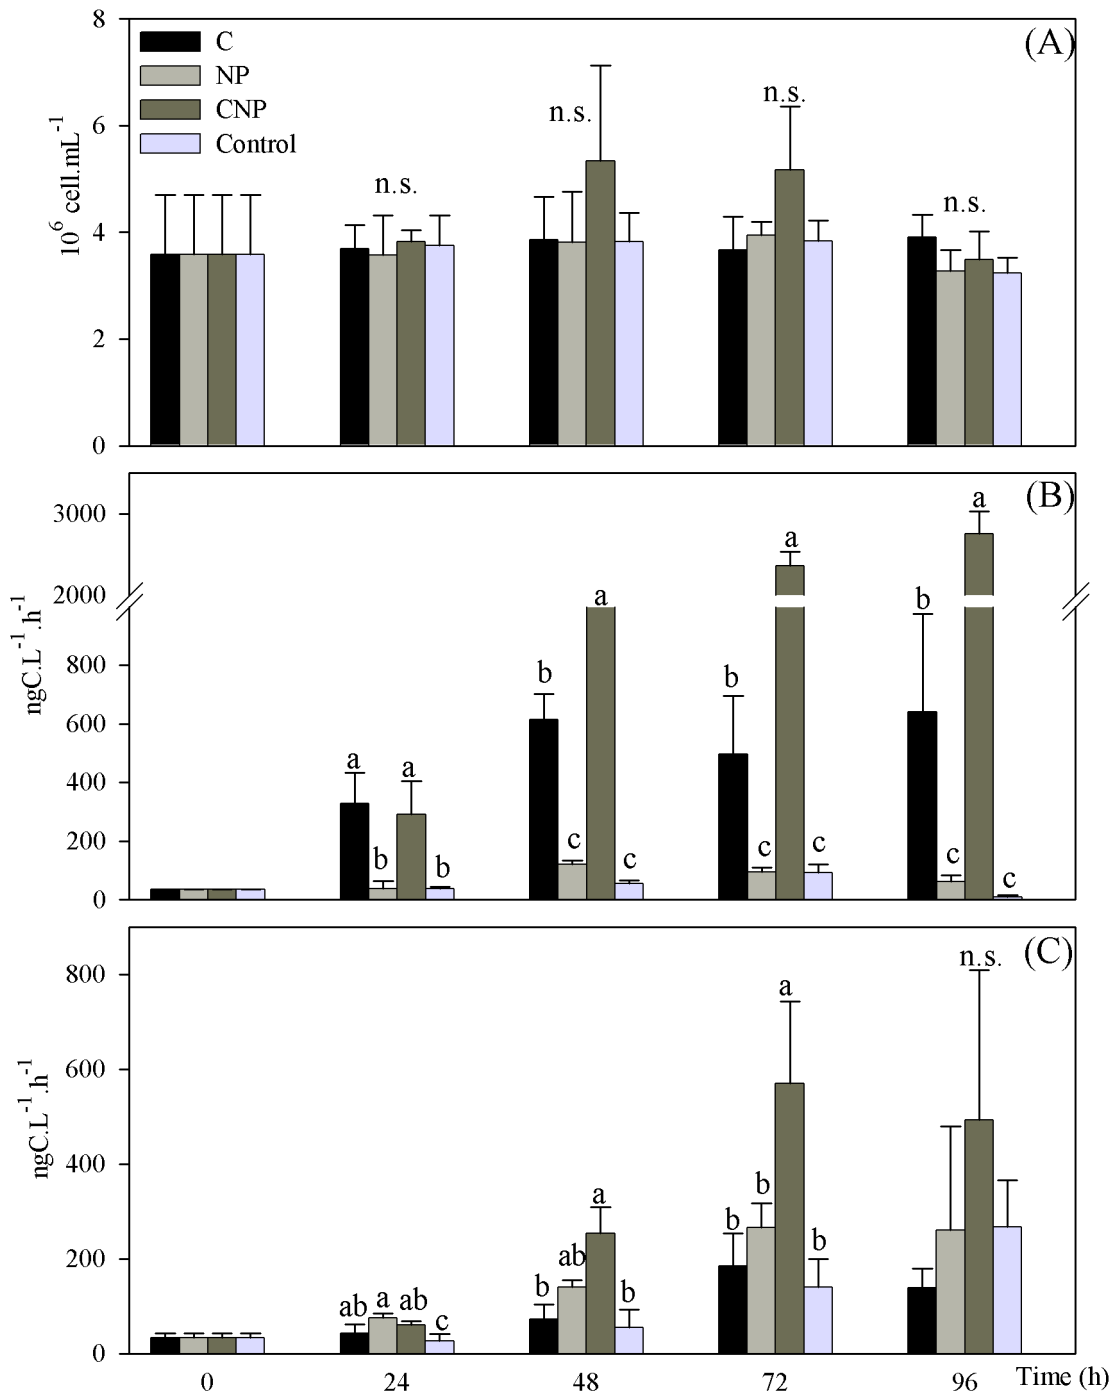 (A)
8
6
4
2
0
10^6 cell.mL^-1
C
NP
CNP
Control
n.s.
n.s.
n.s.
n.s.
(B)
3000
2000
800
600
400
200
0
ngC.L^-1.h^-1
a b a b
b c a c
b c a c
b c a c
(C)
800
600
400
200
0
ngC.L^-1.h^-1
ab a ab c
b ab a b
b b a b
n.s.
0 24 48 72 96 Time (h)